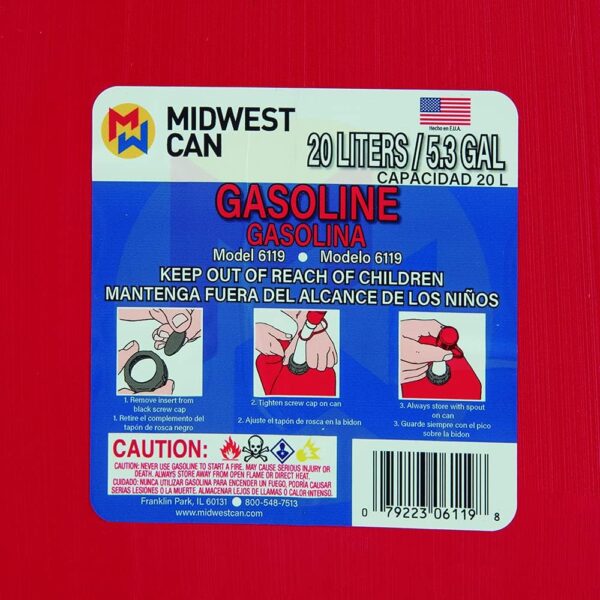 MIDWEST
CAN
Hecho en E.U.A.
20 LITERS / 5.3 GAL
CAPACIDAD 20 L
GASOLINE
GASOLINA
Model 6119 ● Modelo 6119
KEEP OUT OF REACH OF CHILDREN
MANTENGA FUERA DEL ALCANCE DE LOS NIÑOS
1. Remove insert from
black screw cap
1. Retire el complemento del
tapón de rosca negro
2. Tighten screw cap on can
2. Ajuste el tapón de rosca en la bidon
3. Always store with spout
on can
3. Guarde siempre con el pico
sobre la bidon
CAUTION:
CAUTION: NEVER USE GASOLINE TO START A FIRE. MAY CAUSE SERIOUS INJURY OR
DEATH. ALWAYS STORE AWAY FROM OPEN FLAME OR DIRECT HEAT.
CUIDADO: NUNCA UTILIZAR GASOLINA PARA ENCENDER UN FUEGO, PODRÍA CAUSAR
SERIAS LESIONES O LA MUERTE. ALMACENAR LEJOS DE LLAMAS O CALOR INTENSO.
Franklin Park, IL 60131 ● 800-548-7513
www.midwestcan.com
0 79223 06119 8